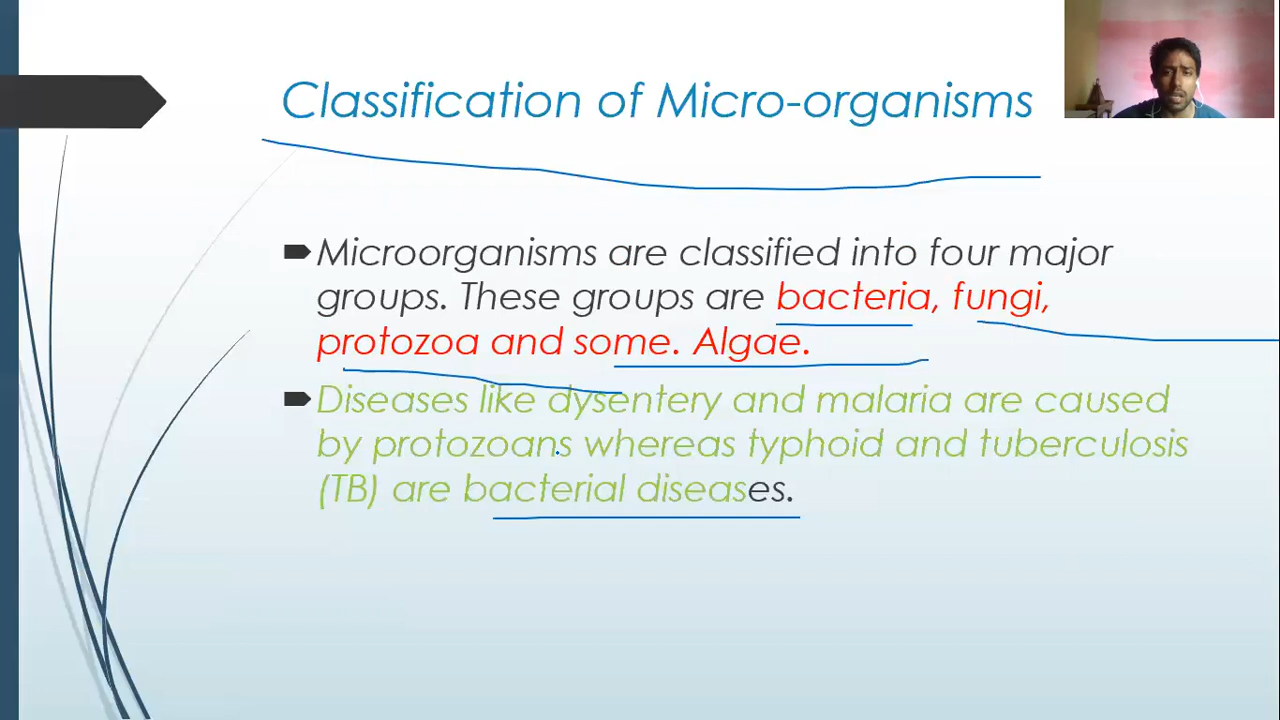 Classification of Micro-organisms
Microorganisms are classified into four major
groups. These groups are bacteria, fungi,
protozoa and some. Algae.
Diseases like dysentery and malaria are caused
by protozoans whereas typhoid and tuberculosis
(TB) are bacterial diseases.